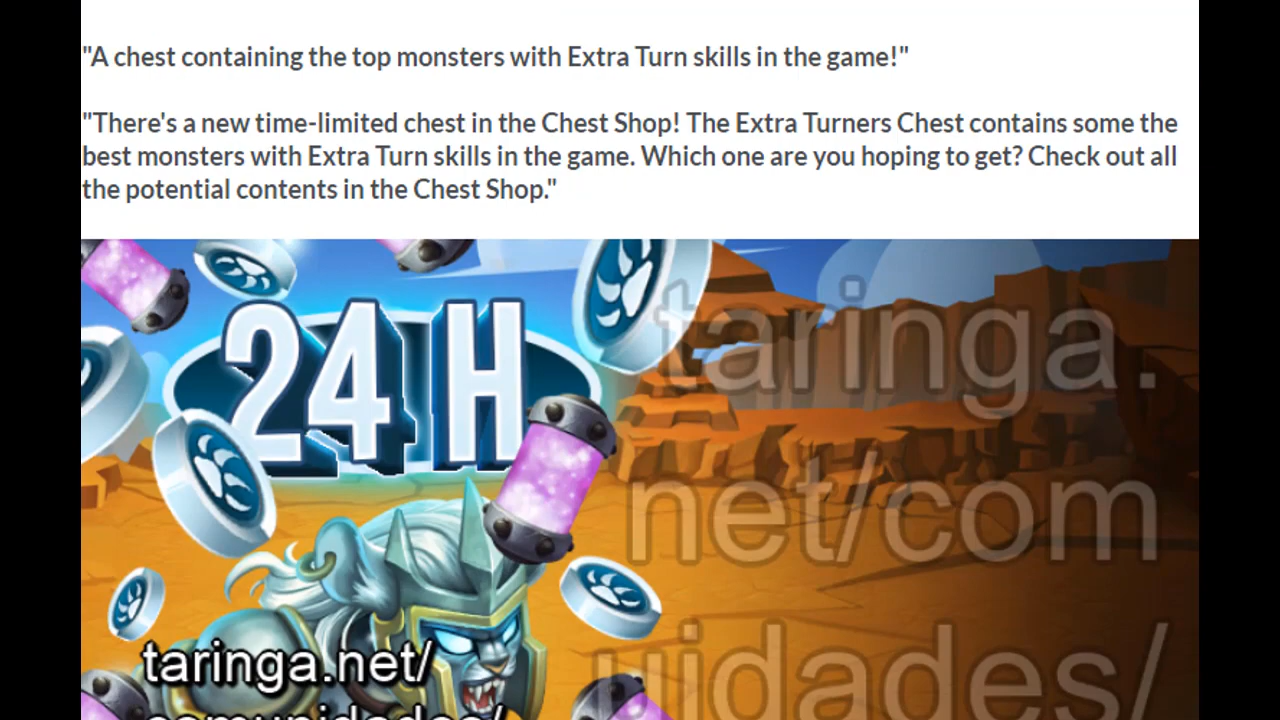 "A chest containing the top monsters with Extra Turn skills in the game!"
"There's a new time-limited chest in the Chest Shop! The Extra Turners Chest contains some the
best monsters with Extra Turn skills in the game. Which one are you hoping to get? Check out all
the potential contents in the Chest Shop."
24 H
taringa.
net/com
uidades/
taringa.net/
comunidades/